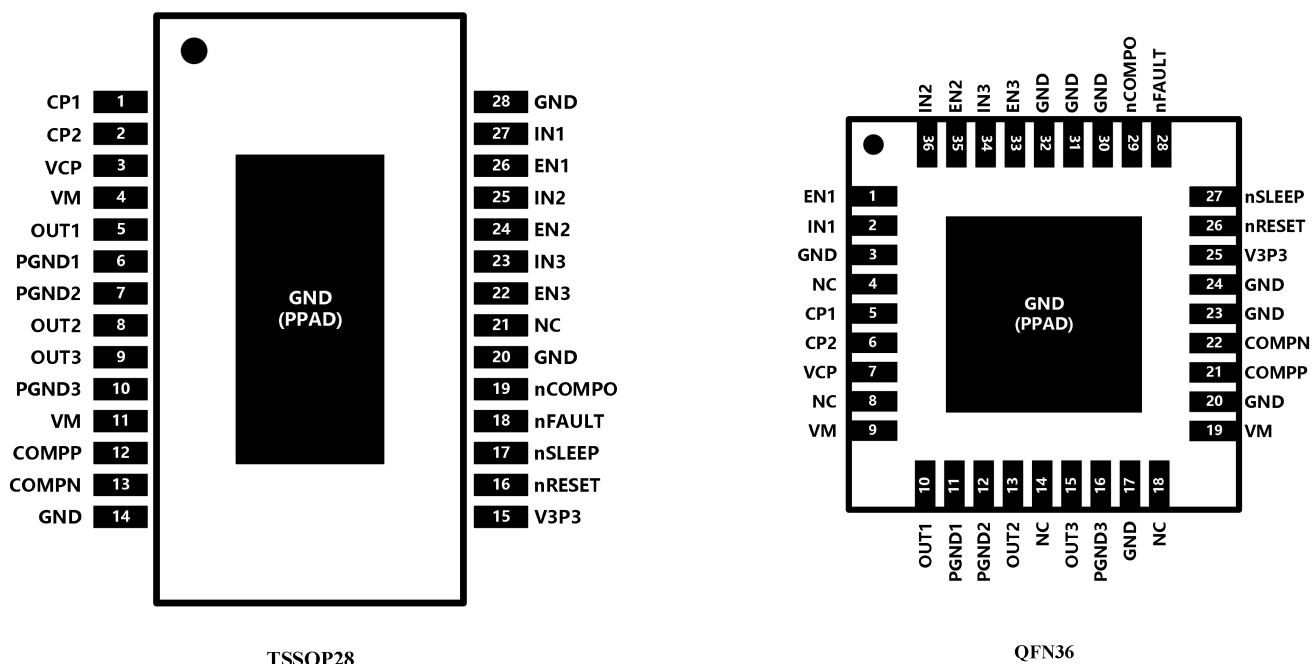 CP1 1
CP2 2
VCP 3
VM 4
OUT1 5
PGND1 6
PGND2 7
OUT2 8
OUT3 9
PGND3 10
VM 11
COMPP 12
COMPN 13
GND 14
GND
(PPAD)
28 GND
27 IN1
26 EN1
25 IN2
24 EN2
23 IN3
22 EN3
21 NC
20 GND
19 nCOMPO
18 nFAULT
17 nSLEEP
16 nRESET
15 V3P3
TSSOP28
IN2 EN2 IN3 EN3 GND GND GND nCOMPO nFAULT
36 35 34 33 32 31 30 29 28
EN1 1
IN1 2
GND 3
NC 4
CP1 5
CP2 6
VCP 7
NC 8
VM 9
GND
(PPAD)
27 nSLEEP
26 nRESET
25 V3P3
24 GND
23 GND
22 COMPN
21 COMPP
20 GND
19 VM
10 11 12 13 14 15 16 17 18
OUT1 PGND1 PGND2 OUT2 NC OUT3 PGND3 GND NC
QFN36